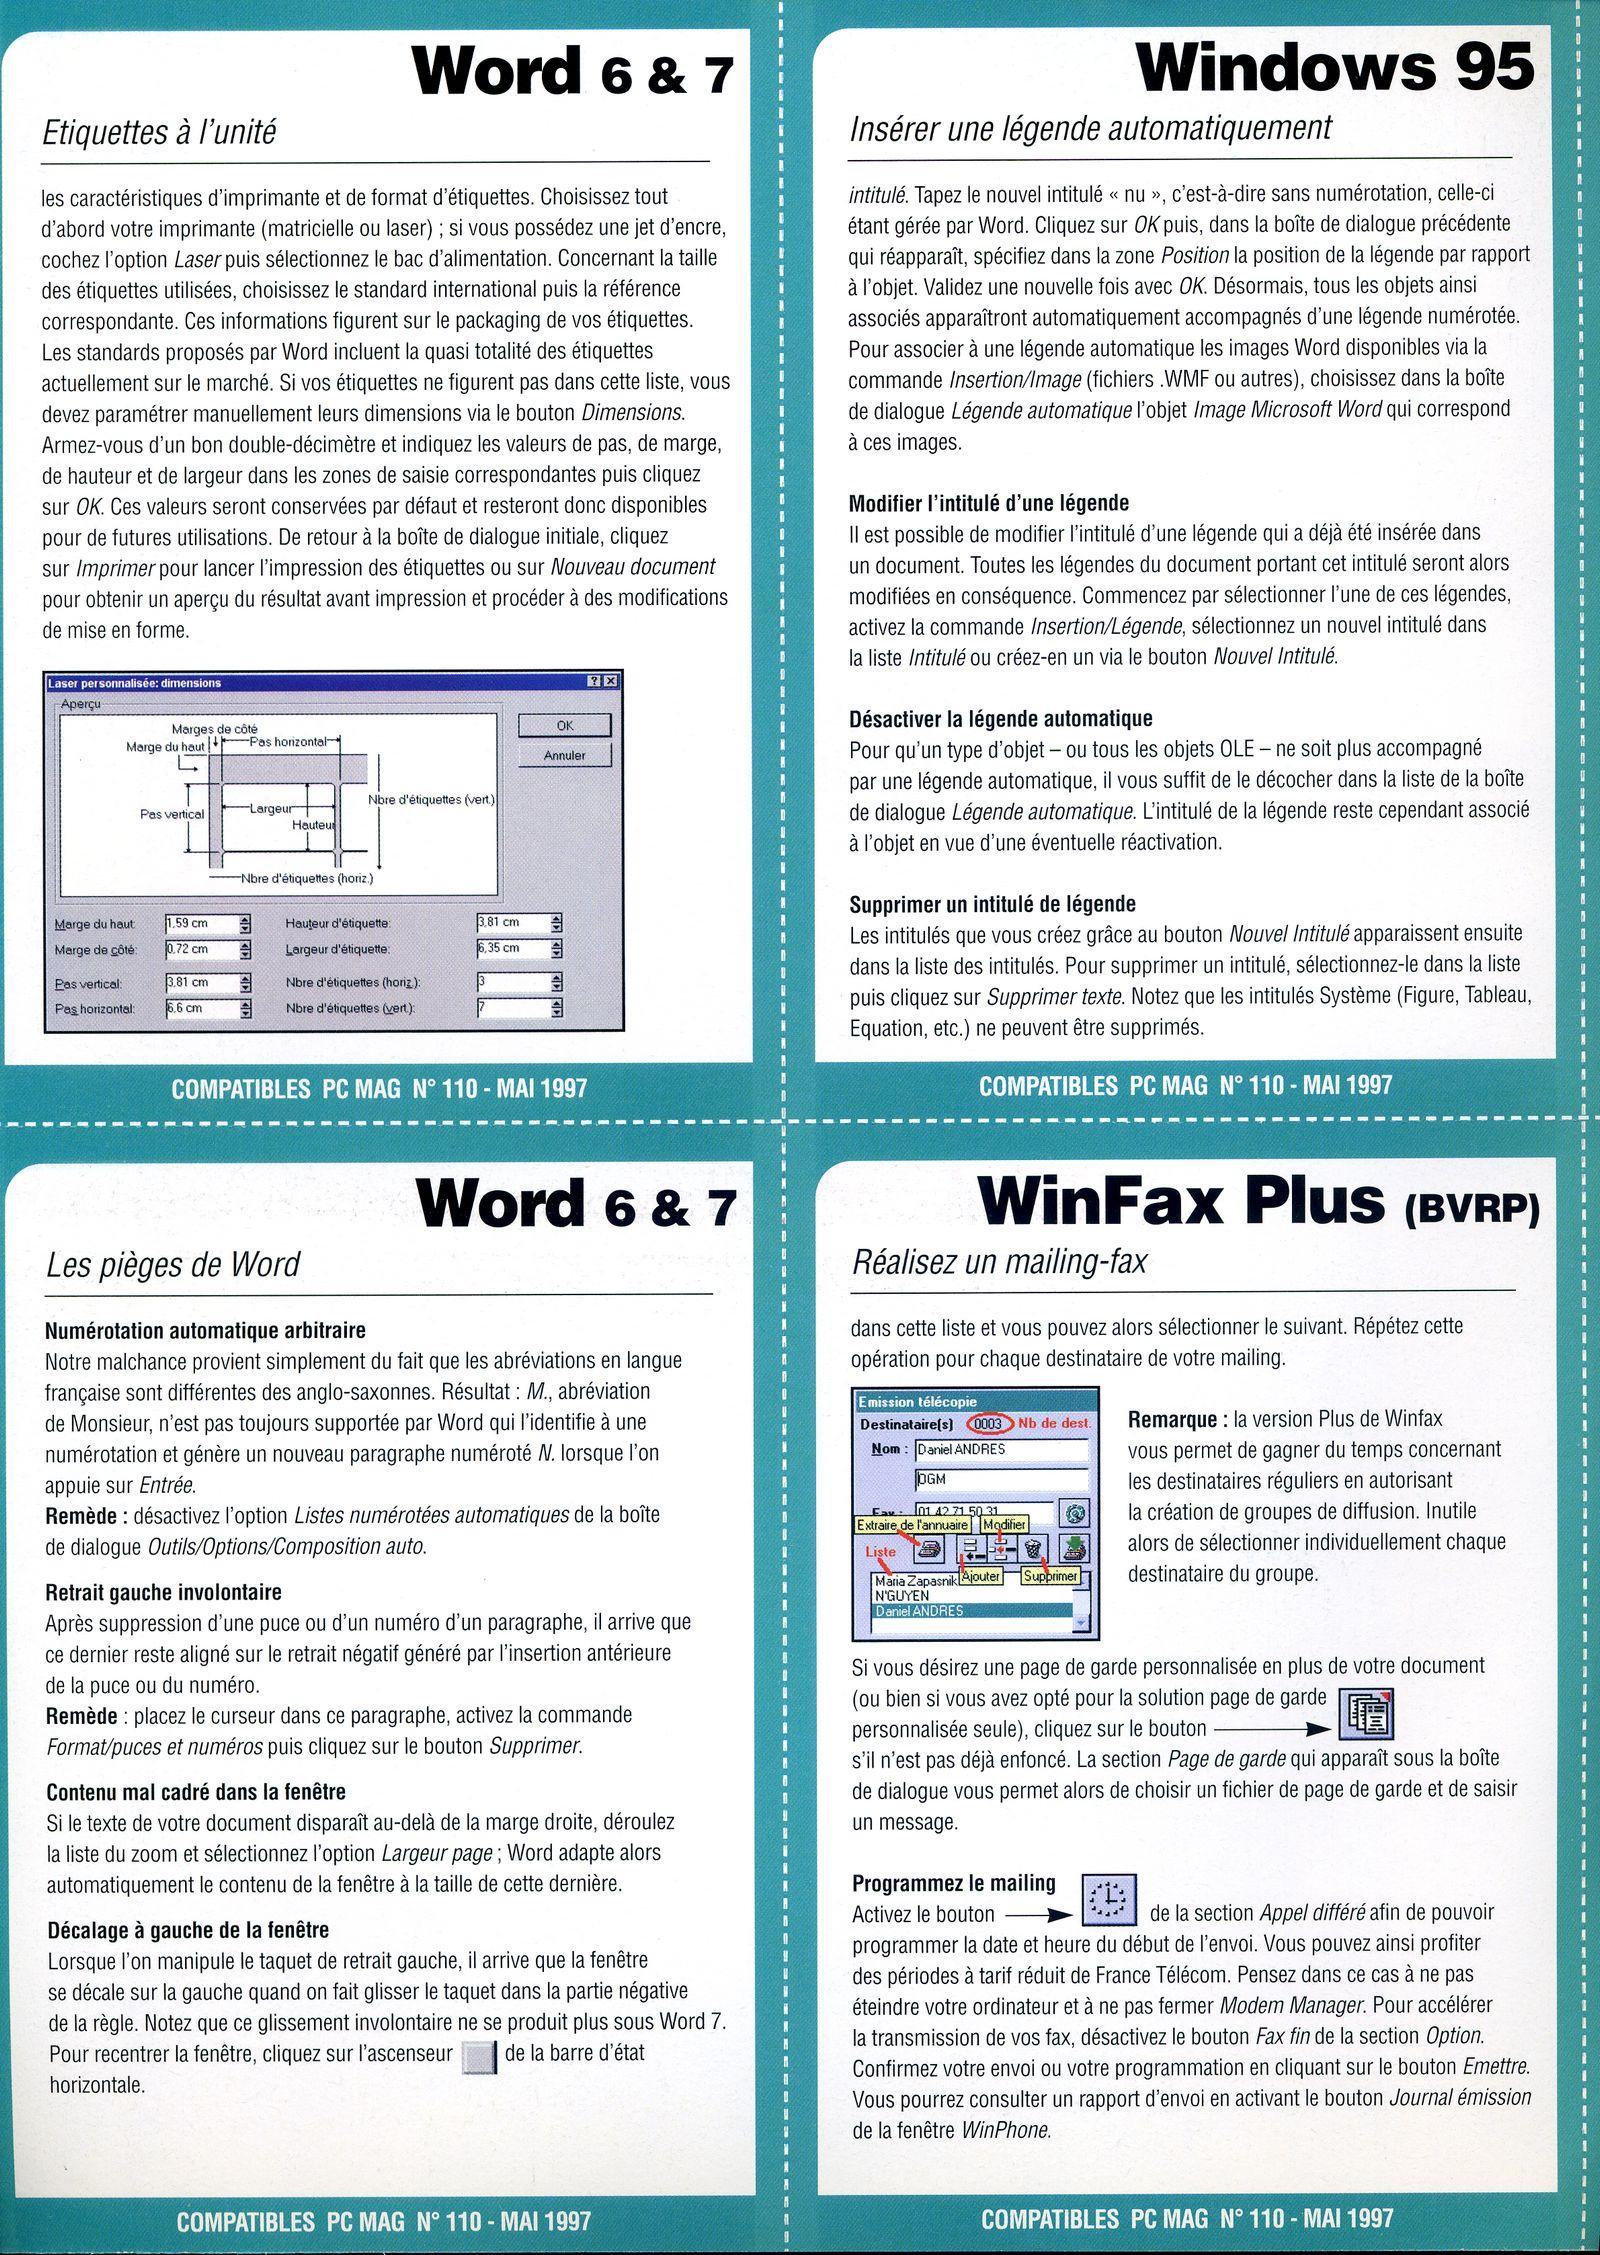 Word 6 & 7
Etiquettes à l'unité
les caractéristiques d'imprimante et de format d'étiquettes. Choisissez tout
d'abord votre imprimante (matricielle ou laser) ; si vous possédez une jet d'encre,
cochez l'option Laser puis sélectionnez le bac d'alimentation. Concernant la taille
des étiquettes utilisées, choisissez le standard international puis la référence
correspondante. Ces informations figurent sur le packaging de vos étiquettes.
Les standards proposés par Word incluent la quasi totalité des étiquettes
actuellement sur le marché. Si vos étiquettes ne figurent pas dans cette liste, vous
devez paramétrer manuellement leurs dimensions via le bouton Dimensions.
Armez-vous d'un bon double-décimètre et indiquez les valeurs de pas, de marge,
de hauteur et de largeur dans les zones de saisie correspondantes puis cliquez
sur OK. Ces valeurs seront conservées par défaut et resteront donc disponibles
pour de futures utilisations. De retour à la boîte de dialogue initiale, cliquez
sur Imprimer pour lancer l'impression des étiquettes ou sur Nouveau document
pour obtenir un aperçu du résultat avant impression et procéder à des modifications
de mise en forme.
Laser personnalisée: dimensions
Aperçu
Marges de côté
Marge du haut
Pas horizontal
Pas vertical
Largeur
Hauteur
Nbre d'étiquettes (vert.)
Nbre d'étiquettes (horiz.)
OK
Annuler
Marge du haut: 1,59 cm Hauteur d'étiquette: 3,81 cm
Marge de côté: 0,72 cm Largeur d'étiquette: 6,35 cm
Pas vertical: 3,81 cm Nbre d'étiquettes (horiz.): 3
Pas horizontal: 6,6 cm Nbre d'étiquettes (vert.): 7
COMPATIBLES PC MAG N° 110 - MAI 1997
Windows 95
Insérer une légende automatiquement
intitulé. Tapez le nouvel intitulé « nu », c'est-à-dire sans numérotation, celle-ci
étant gérée par Word. Cliquez sur OK puis, dans la boîte de dialogue précédente
qui réapparaît, spécifiez dans la zone Position la position de la légende par rapport
à l'objet. Validez une nouvelle fois avec OK. Désormais, tous les objets ainsi
associés apparaîtront automatiquement accompagnés d'une légende numérotée.
Pour associer à une légende automatique les images Word disponibles via la
commande Insertion/Image (fichiers .WMF ou autres), choisissez dans la boîte
de dialogue Légende automatique l'objet Image Microsoft Word qui correspond
à ces images.
Modifier l'intitulé d'une légende
Il est possible de modifier l'intitulé d'une légende qui a déjà été insérée dans
un document. Toutes les légendes du document portant cet intitulé seront alors
modifiées en conséquence. Commencez par sélectionner l'une de ces légendes,
activez la commande Insertion/Légende, sélectionnez un nouvel intitulé dans
la liste Intitulé ou créez-en un via le bouton Nouvel Intitulé.
Désactiver la légende automatique
Pour qu'un type d'objet – ou tous les objets OLE – ne soit plus accompagné
par une légende automatique, il vous suffit de le décocher dans la liste de la boîte
de dialogue Légende automatique. L'intitulé de la légende reste cependant associé
à l'objet en vue d'une éventuelle réactivation.
Supprimer un intitulé de légende
Les intitulés que vous créez grâce au bouton Nouvel Intitulé apparaissent ensuite
dans la liste des intitulés. Pour supprimer un intitulé, sélectionnez-le dans la liste
puis cliquez sur Supprimer texte. Notez que les intitulés Système (Figure, Tableau,
Equation, etc.) ne peuvent être supprimés.
COMPATIBLES PC MAG N° 110 - MAI 1997
Word 6 & 7
Les pièges de Word
Numérotation automatique arbitraire
Notre malchance provient simplement du fait que les abréviations en langue
française sont différentes des anglo-saxonnes. Résultat : M., abréviation
de Monsieur, n'est pas toujours supportée par Word qui l'identifie à une
numérotation et génère un nouveau paragraphe numéroté N. lorsque l'on
appuie sur Entrée.
Remède : désactivez l'option Listes numérotées automatiques de la boîte
de dialogue Outils/Options/Composition auto.
Retrait gauche involontaire
Après suppression d'une puce ou d'un numéro d'un paragraphe, il arrive que
ce dernier reste aligné sur le retrait négatif généré par l'insertion antérieure
de la puce ou du numéro.
Remède : placez le curseur dans ce paragraphe, activez la commande
Format/puces et numéros puis cliquez sur le bouton Supprimer.
Contenu mal cadré dans la fenêtre
Si le texte de votre document disparaît au-delà de la marge droite, déroulez
la liste du zoom et sélectionnez l'option Largeur page ; Word adapte alors
automatiquement le contenu de la fenêtre à la taille de cette dernière.
Décalage à gauche de la fenêtre
Lorsque l'on manipule le taquet de retrait gauche, il arrive que la fenêtre
se décale sur la gauche quand on fait glisser le taquet dans la partie négative
de la règle. Notez que ce glissement involontaire ne se produit plus sous Word 7.
Pour recentrer la fenêtre, cliquez sur l'ascenseur de la barre d'état
horizontale.
COMPATIBLES PC MAG N° 110 - MAI 1997
WinFax Plus (BVRP)
Réalisez un mailing-fax
dans cette liste et vous pouvez alors sélectionner le suivant. Répétez cette
opération pour chaque destinataire de votre mailing.
Emission télécopie
Destinataire(s) 0003 Nb de dest.
Nom : Daniel ANDRES
DGM
Fax : 01 42 71 50 31
Extraire de l'annuaire Modifier
Liste
Ajouter Supprimer
Maria Zapasnik
N'GUYEN
Daniel ANDRES
Remarque : la version Plus de Winfax
vous permet de gagner du temps concernant
les destinataires réguliers en autorisant
la création de groupes de diffusion. Inutile
alors de sélectionner individuellement chaque
destinataire du groupe.
Si vous désirez une page de garde personnalisée en plus de votre document
(ou bien si vous avez opté pour la solution page de garde
personnalisée seule), cliquez sur le bouton
s'il n'est pas déjà enfoncé. La section Page de garde qui apparaît sous la boîte
de dialogue vous permet alors de choisir un fichier de page de garde et de saisir
un message.
Programmez le mailing
Activez le bouton de la section Appel différé afin de pouvoir
programmer la date et heure du début de l'envoi. Vous pouvez ainsi profiter
des périodes à tarif réduit de France Télécom. Pensez dans ce cas à ne pas
éteindre votre ordinateur et à ne pas fermer Modem Manager. Pour accélérer
la transmission de vos fax, désactivez le bouton Fax fin de la section Option.
Confirmez votre envoi ou votre programmation en cliquant sur le bouton Emettre.
Vous pourrez consulter un rapport d'envoi en activant le bouton Journal émission
de la fenêtre WinPhone.
COMPATIBLES PC MAG N° 110 - MAI 1997